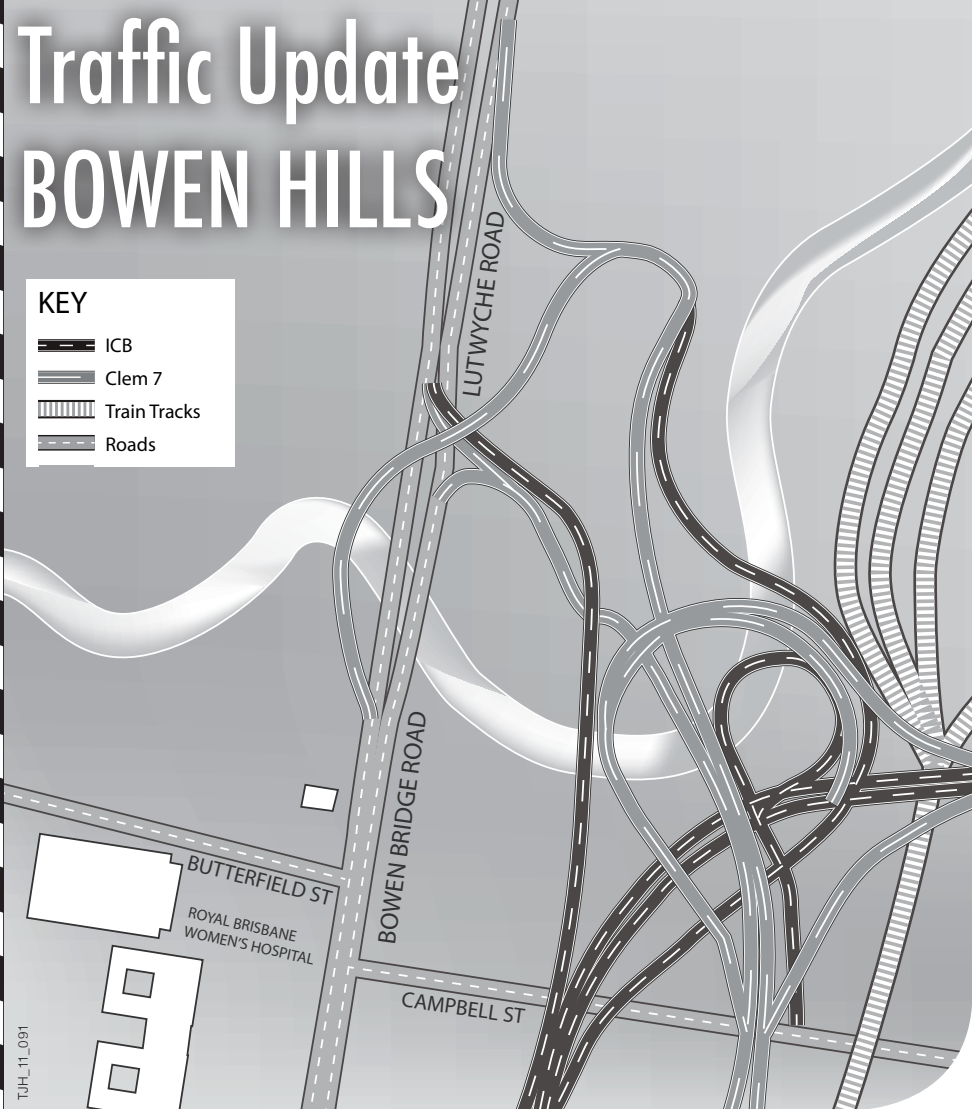 Traffic Update
BOWEN HILLS
KEY
ICB
Clem 7
Train Tracks
Roads
LUTWYCHE ROAD
BOWEN BRIDGE ROAD
BUTTERFIELD ST
ROYAL BRISBANE
WOMEN'S HOSPITAL
CAMPBELL ST
TJH_11_091